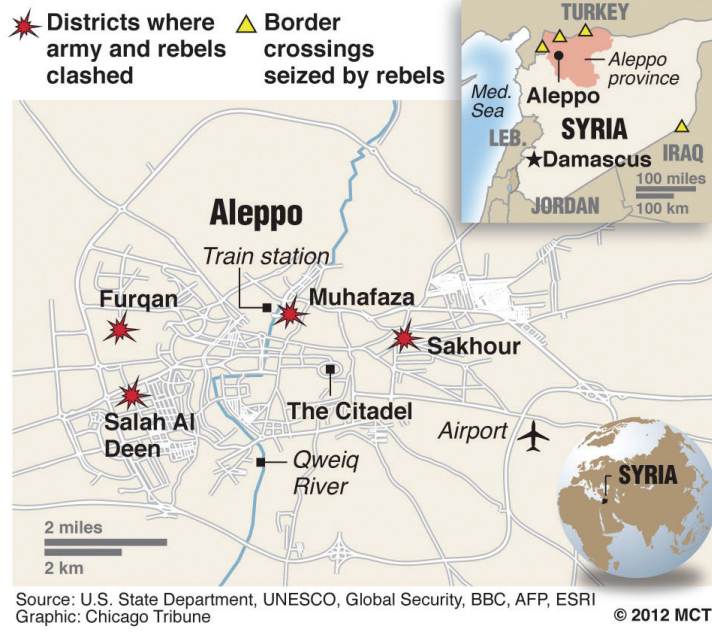 Districts where
army and rebels
clashed
Border
crossings
seized by rebels
TURKEY
Aleppo
province
Med.
Sea
Aleppo
SYRIA
LEB.
IRAQ
Damascus
100 miles
100 km
JORDAN
Aleppo
Train station
Furqan
Muhafaza
Sakhour
Salah Al
Deen
The Citadel
Airport
Qweiq
River
SYRIA
2 miles
2 km
Source: U.S. State Department, UNESCO, Global Security, BBC, AFP, ESRI
Graphic: Chicago Tribune
© 2012 MCT